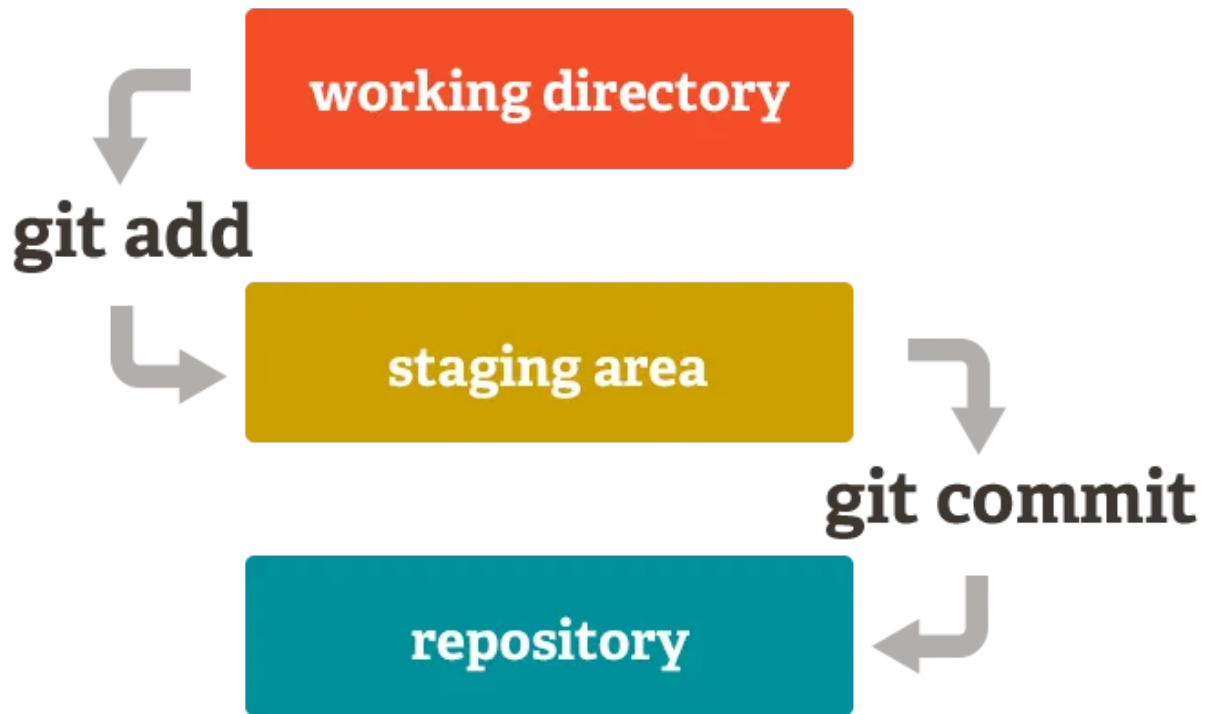 working directory
git add
staging area
git commit
repository